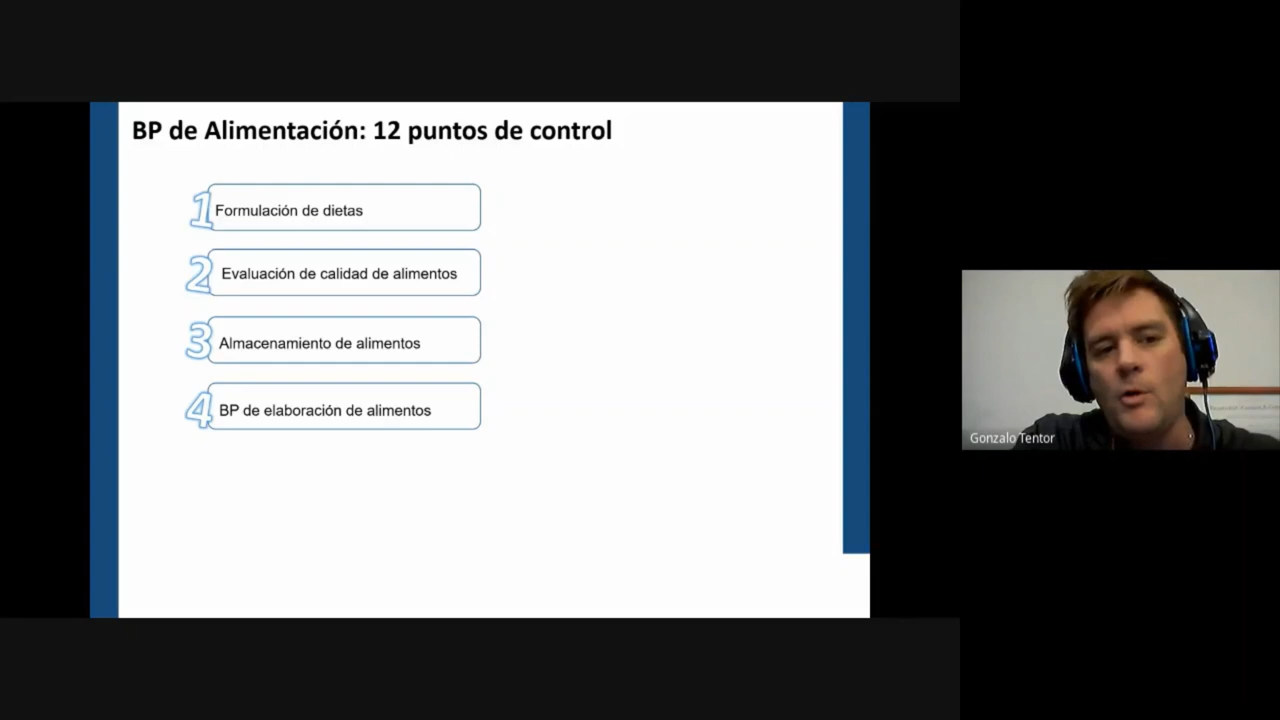 BP de Alimentación: 12 puntos de control
1 Formulación de dietas
2 Evaluación de calidad de alimentos
3 Almacenamiento de alimentos
4 BP de elaboración de alimentos
Gonzalo Tentor